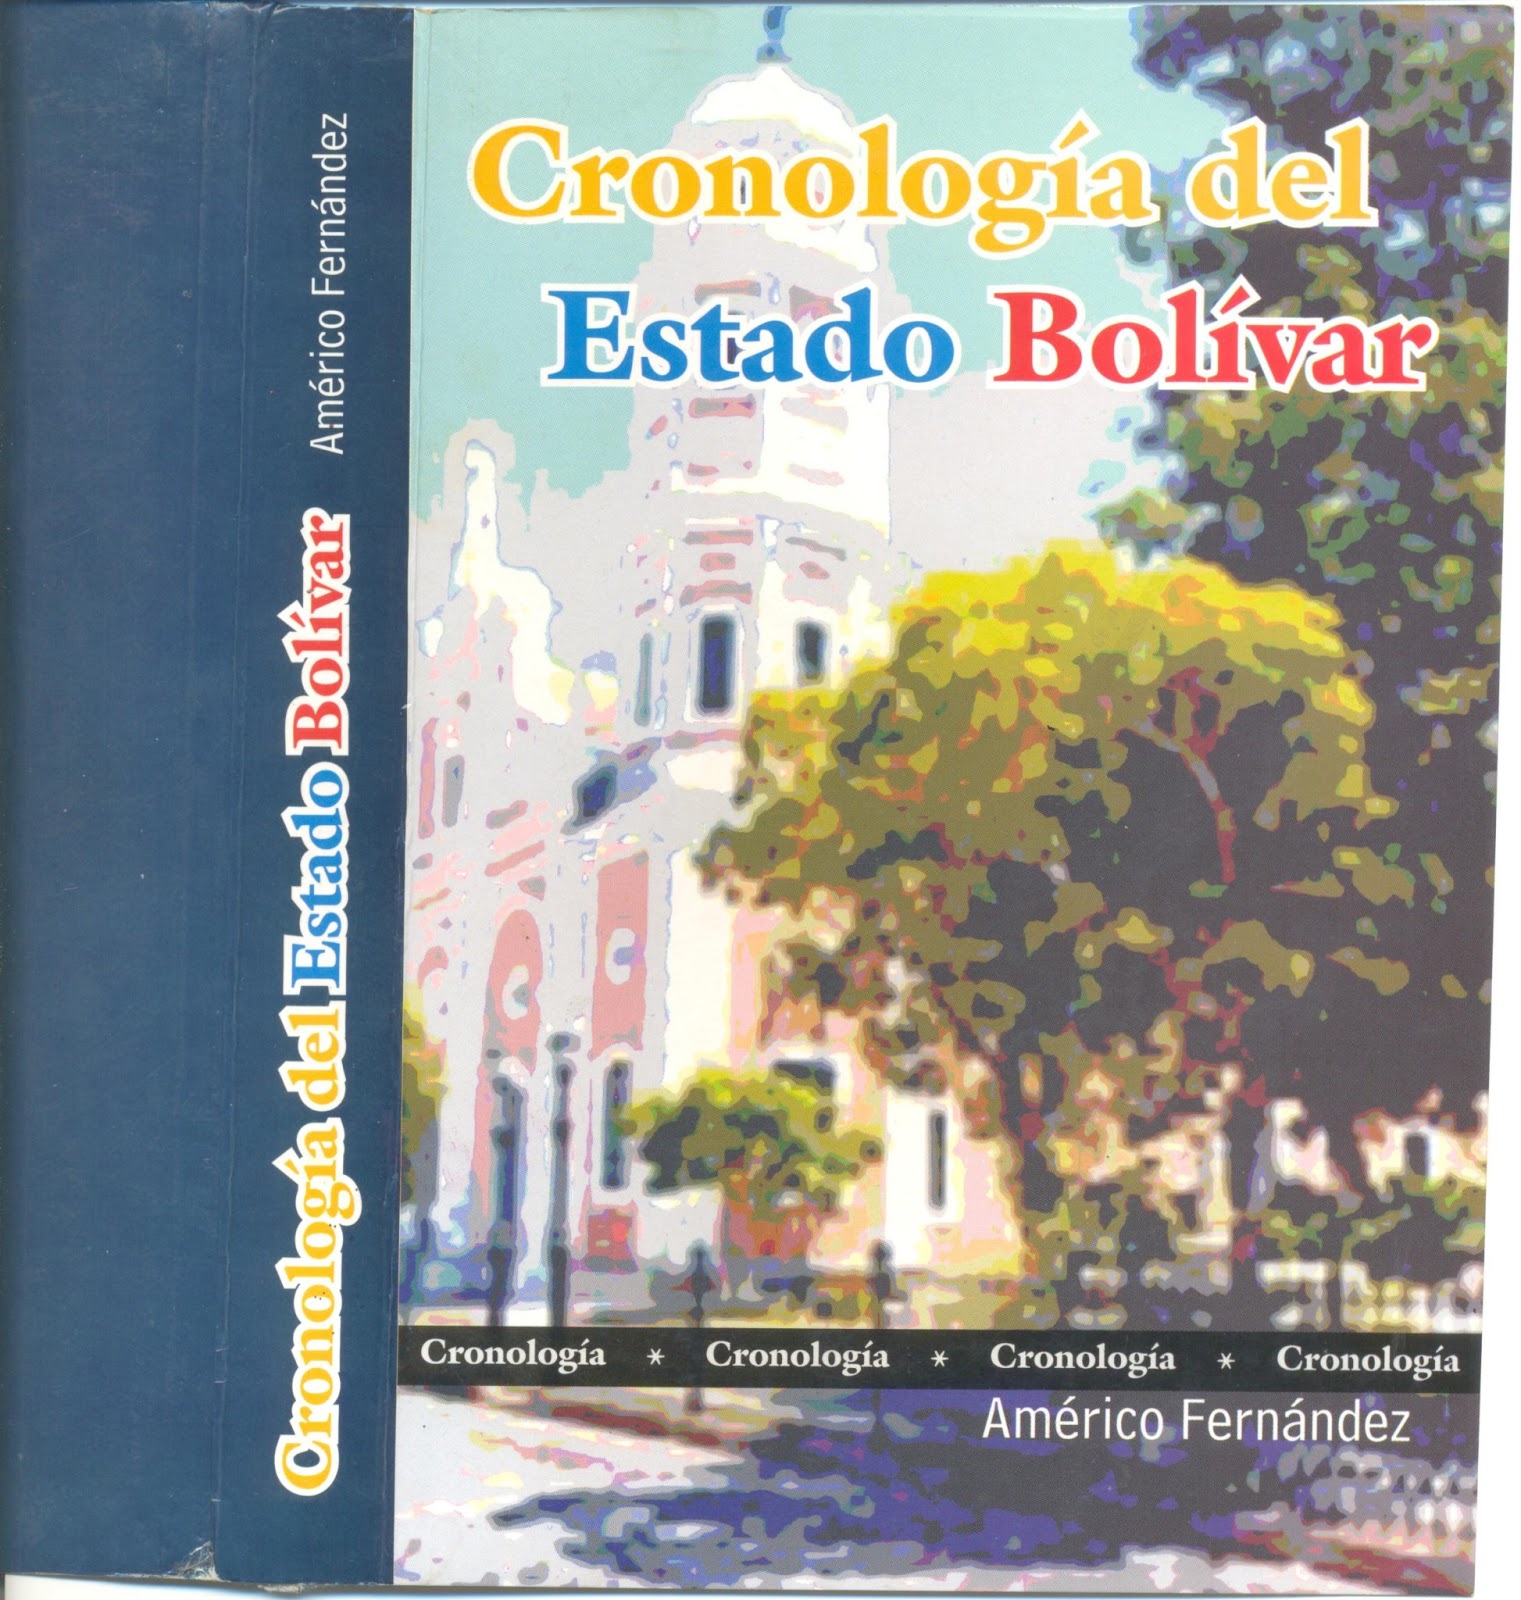 Cronología del Estado Bolívar Américo Fernández
Cronología del
Estado Bolívar
Cronología * Cronología * Cronología * Cronología
Américo Fernández